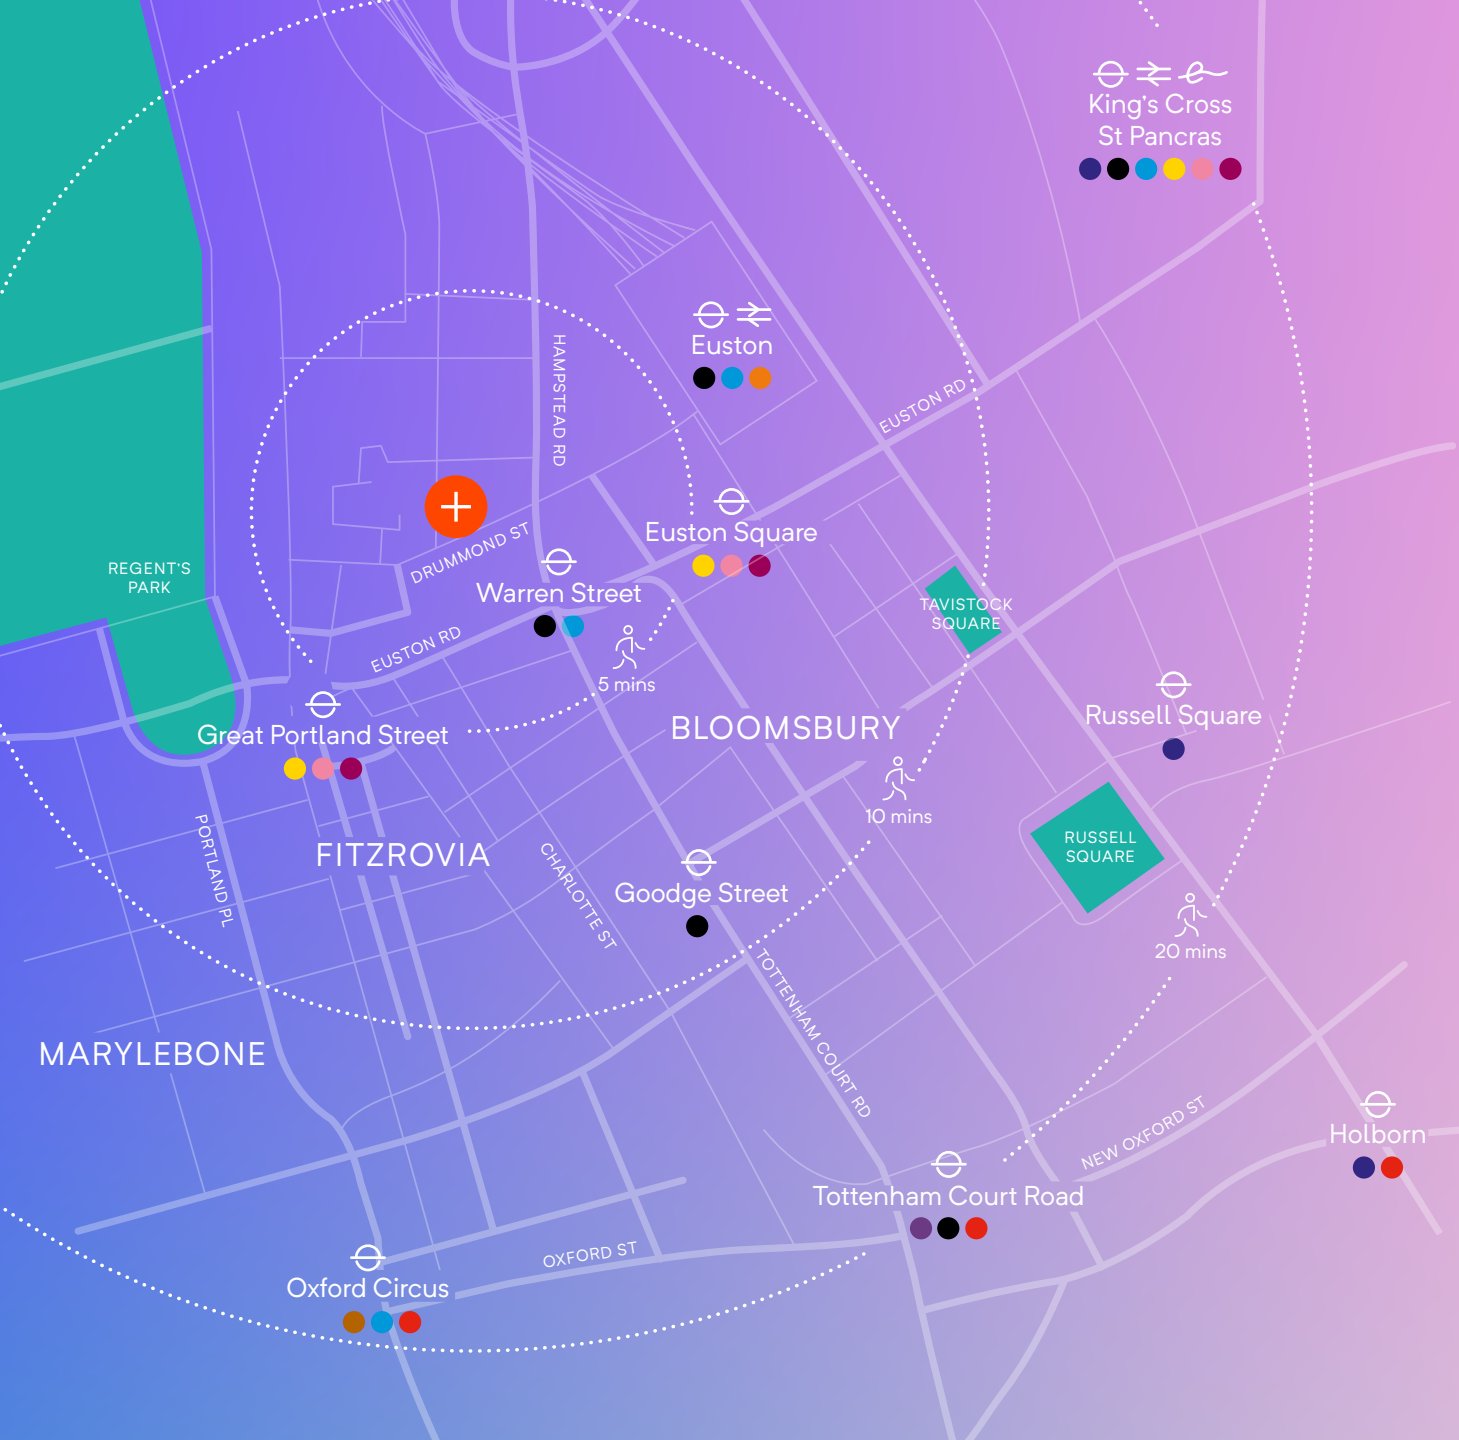 King's Cross
St Pancras
Euston
HAMPSTEAD RD
EUSTON RD
Euston Square
DRUMMOND ST
REGENT'S
PARK
Warren Street
TAVISTOCK
SQUARE
EUSTON RD
5 mins
Great Portland Street
BLOOMSBURY
Russell Square
10 mins
PORTLAND PL
FITZROVIA
RUSSELL
SQUARE
CHARLOTTE ST
Goodge Street
20 mins
TOTTENHAM COURT RD
MARYLEBONE
NEW OXFORD ST
Holborn
Tottenham Court Road
OXFORD ST
Oxford Circus